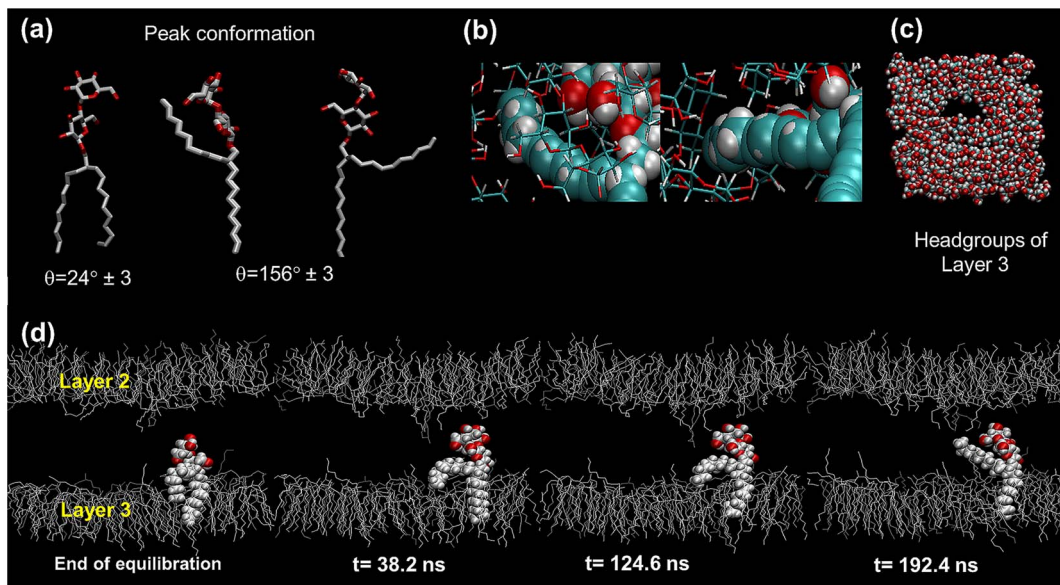 (a)
Peak conformation
θ=24° ± 3
θ=156° ± 3
(b)
(c)
Headgroups of
Layer 3
(d)
Layer 2
Layer 3
End of equilibration
t= 38.2 ns
t= 124.6 ns
t= 192.4 ns